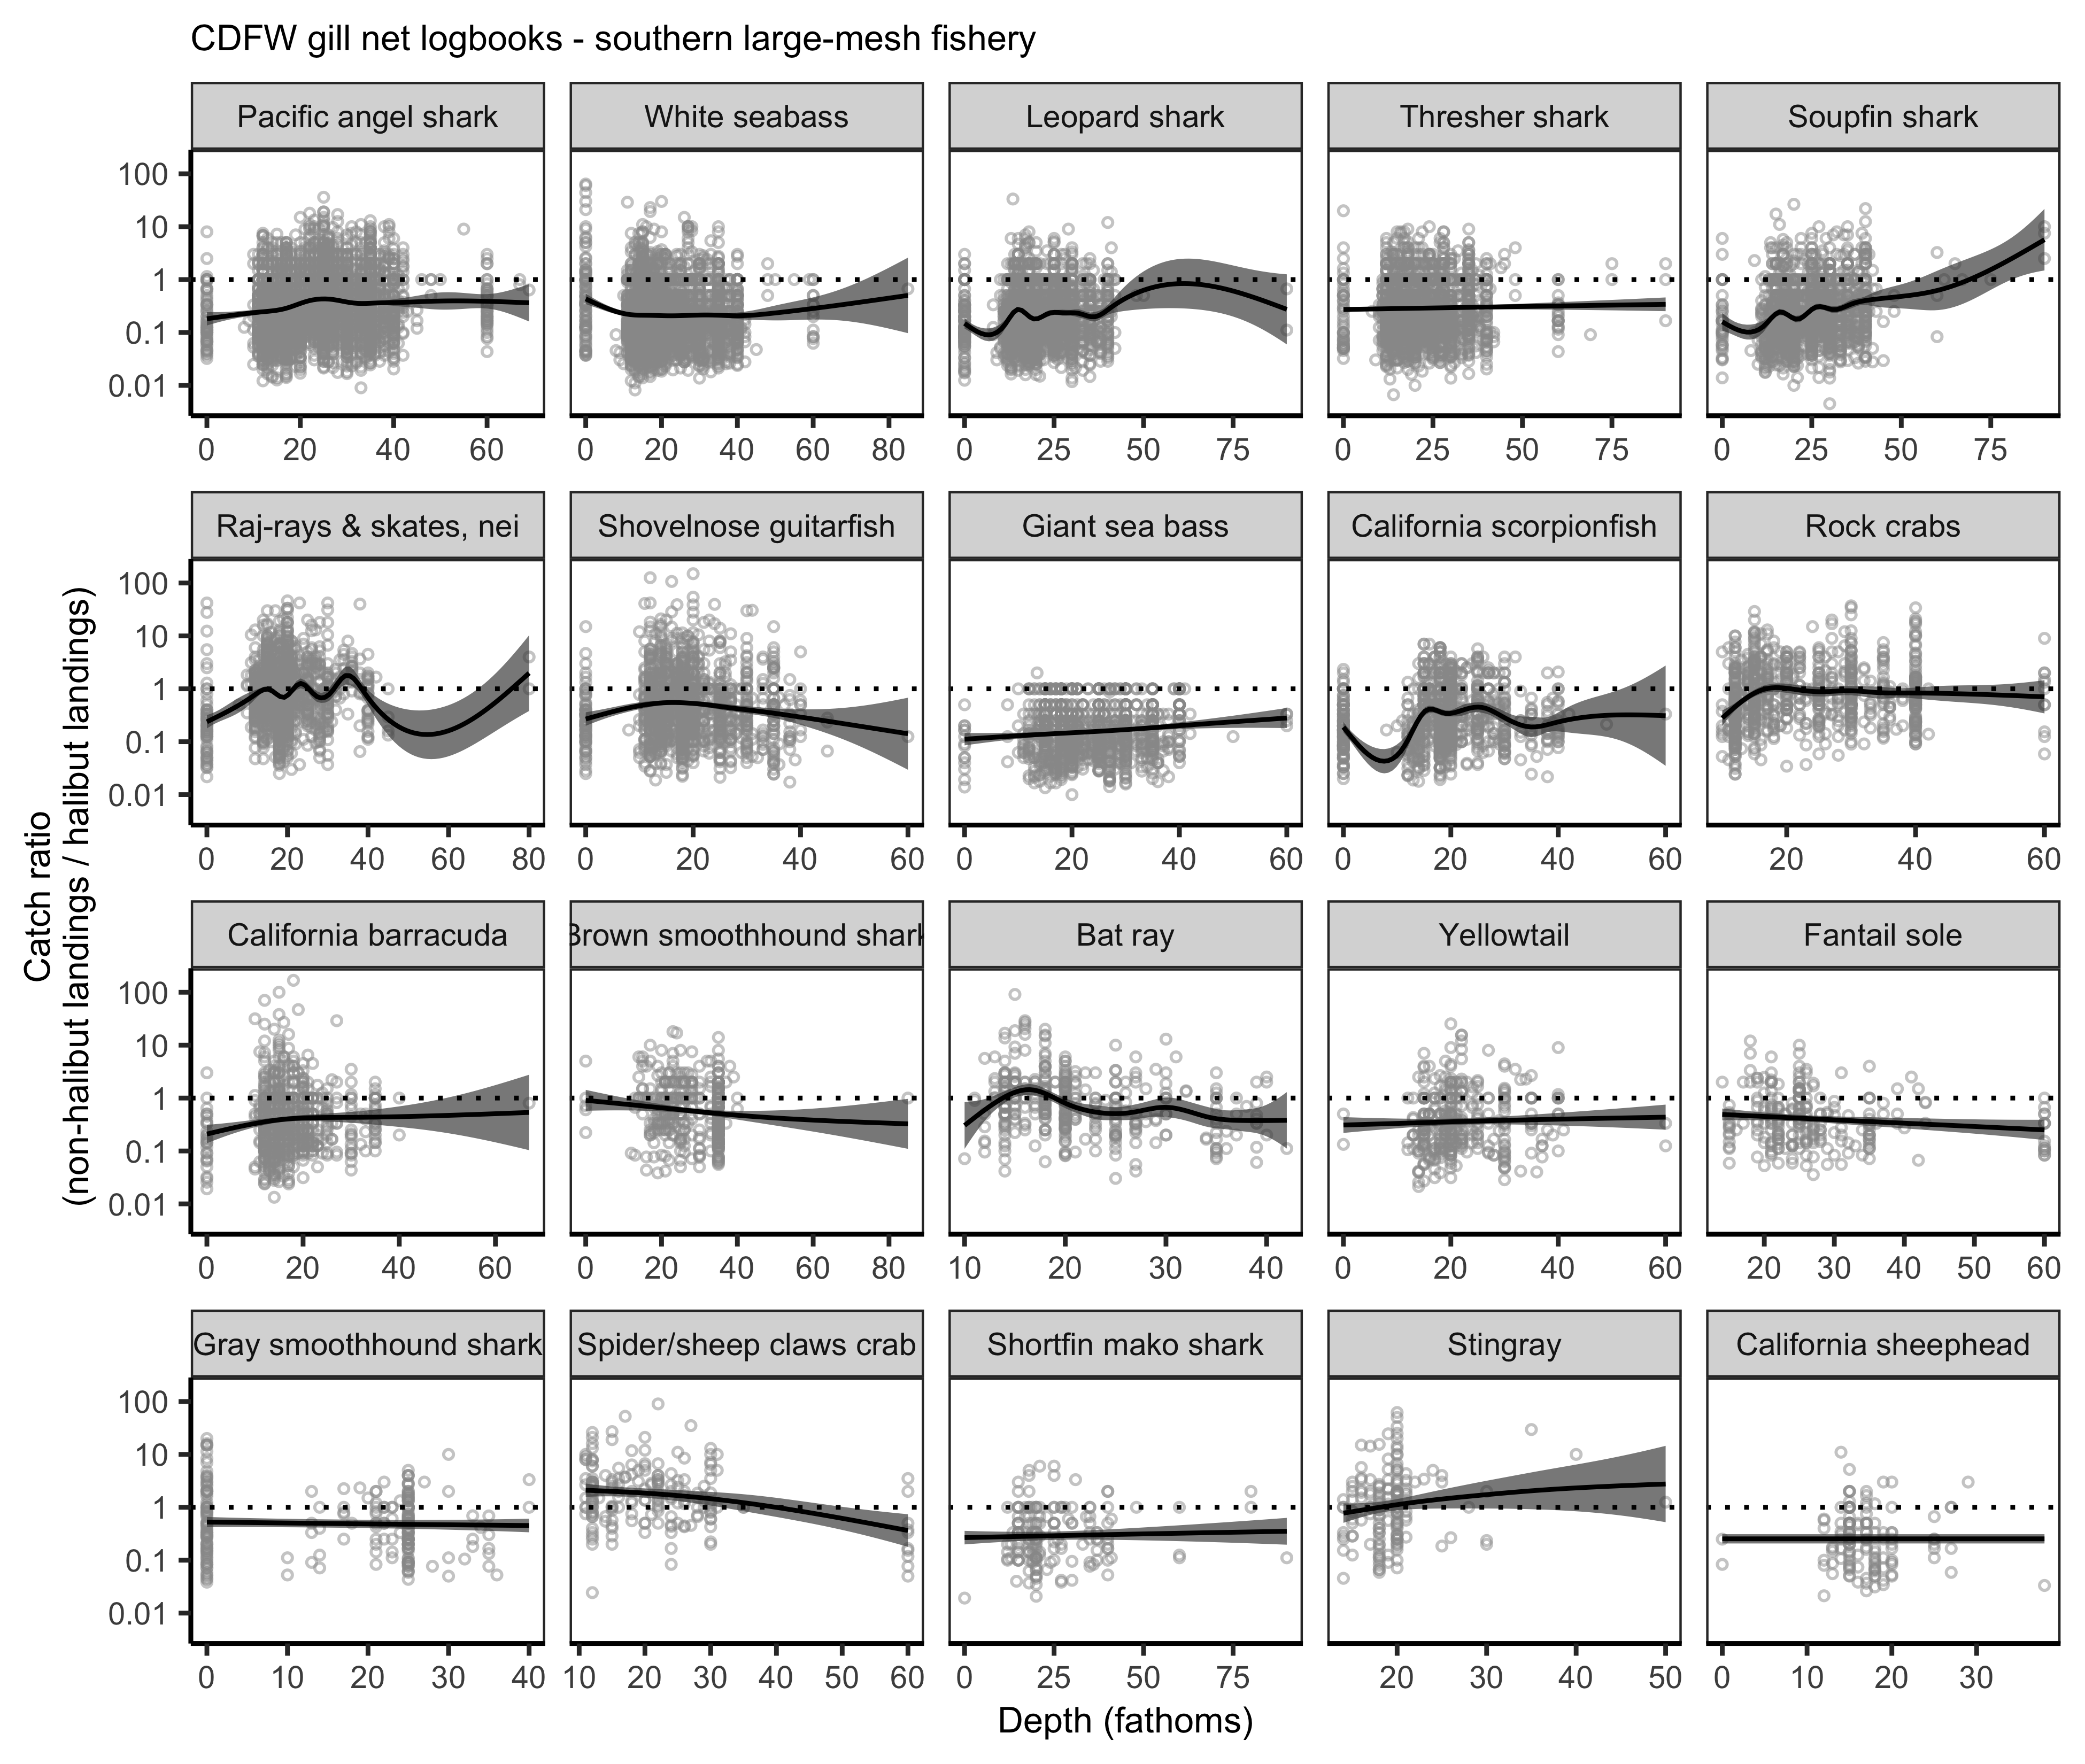 CDFW gill net logbooks - southern large-mesh fishery
Pacific angel shark
White seabass
Leopard shark
Thresher shark
Soupfin shark
100
10
1
0.1
0.01
0 20 40 60
0 20 40 60 80
0 25 50 75
0 25 50 75
0 25 50 75
Raj-rays & skates, nei
Shovelnose guitarfish
Giant sea bass
California scorpionfish
Rock crabs
100
10
1
0.1
0.01
0 20 40 60 80
0 20 40 60
0 20 40 60
0 20 40 60
20 40 60
Catch ratio
(non-halibut landings / halibut landings)
California barracuda
Brown smoothhound shark
Bat ray
Yellowtail
Fantail sole
100
10
1
0.1
0.01
0 20 40 60
0 20 40 60 80
10 20 30 40
0 20 40 60
20 30 40 50 60
Gray smoothhound shark
Spider/sheep claws crab
Shortfin mako shark
Stingray
California sheephead
100
10
1
0.1
0.01
0 10 20 30 40
10 20 30 40 50 60
0 25 50 75
20 30 40 50
0 10 20 30
Depth (fathoms)